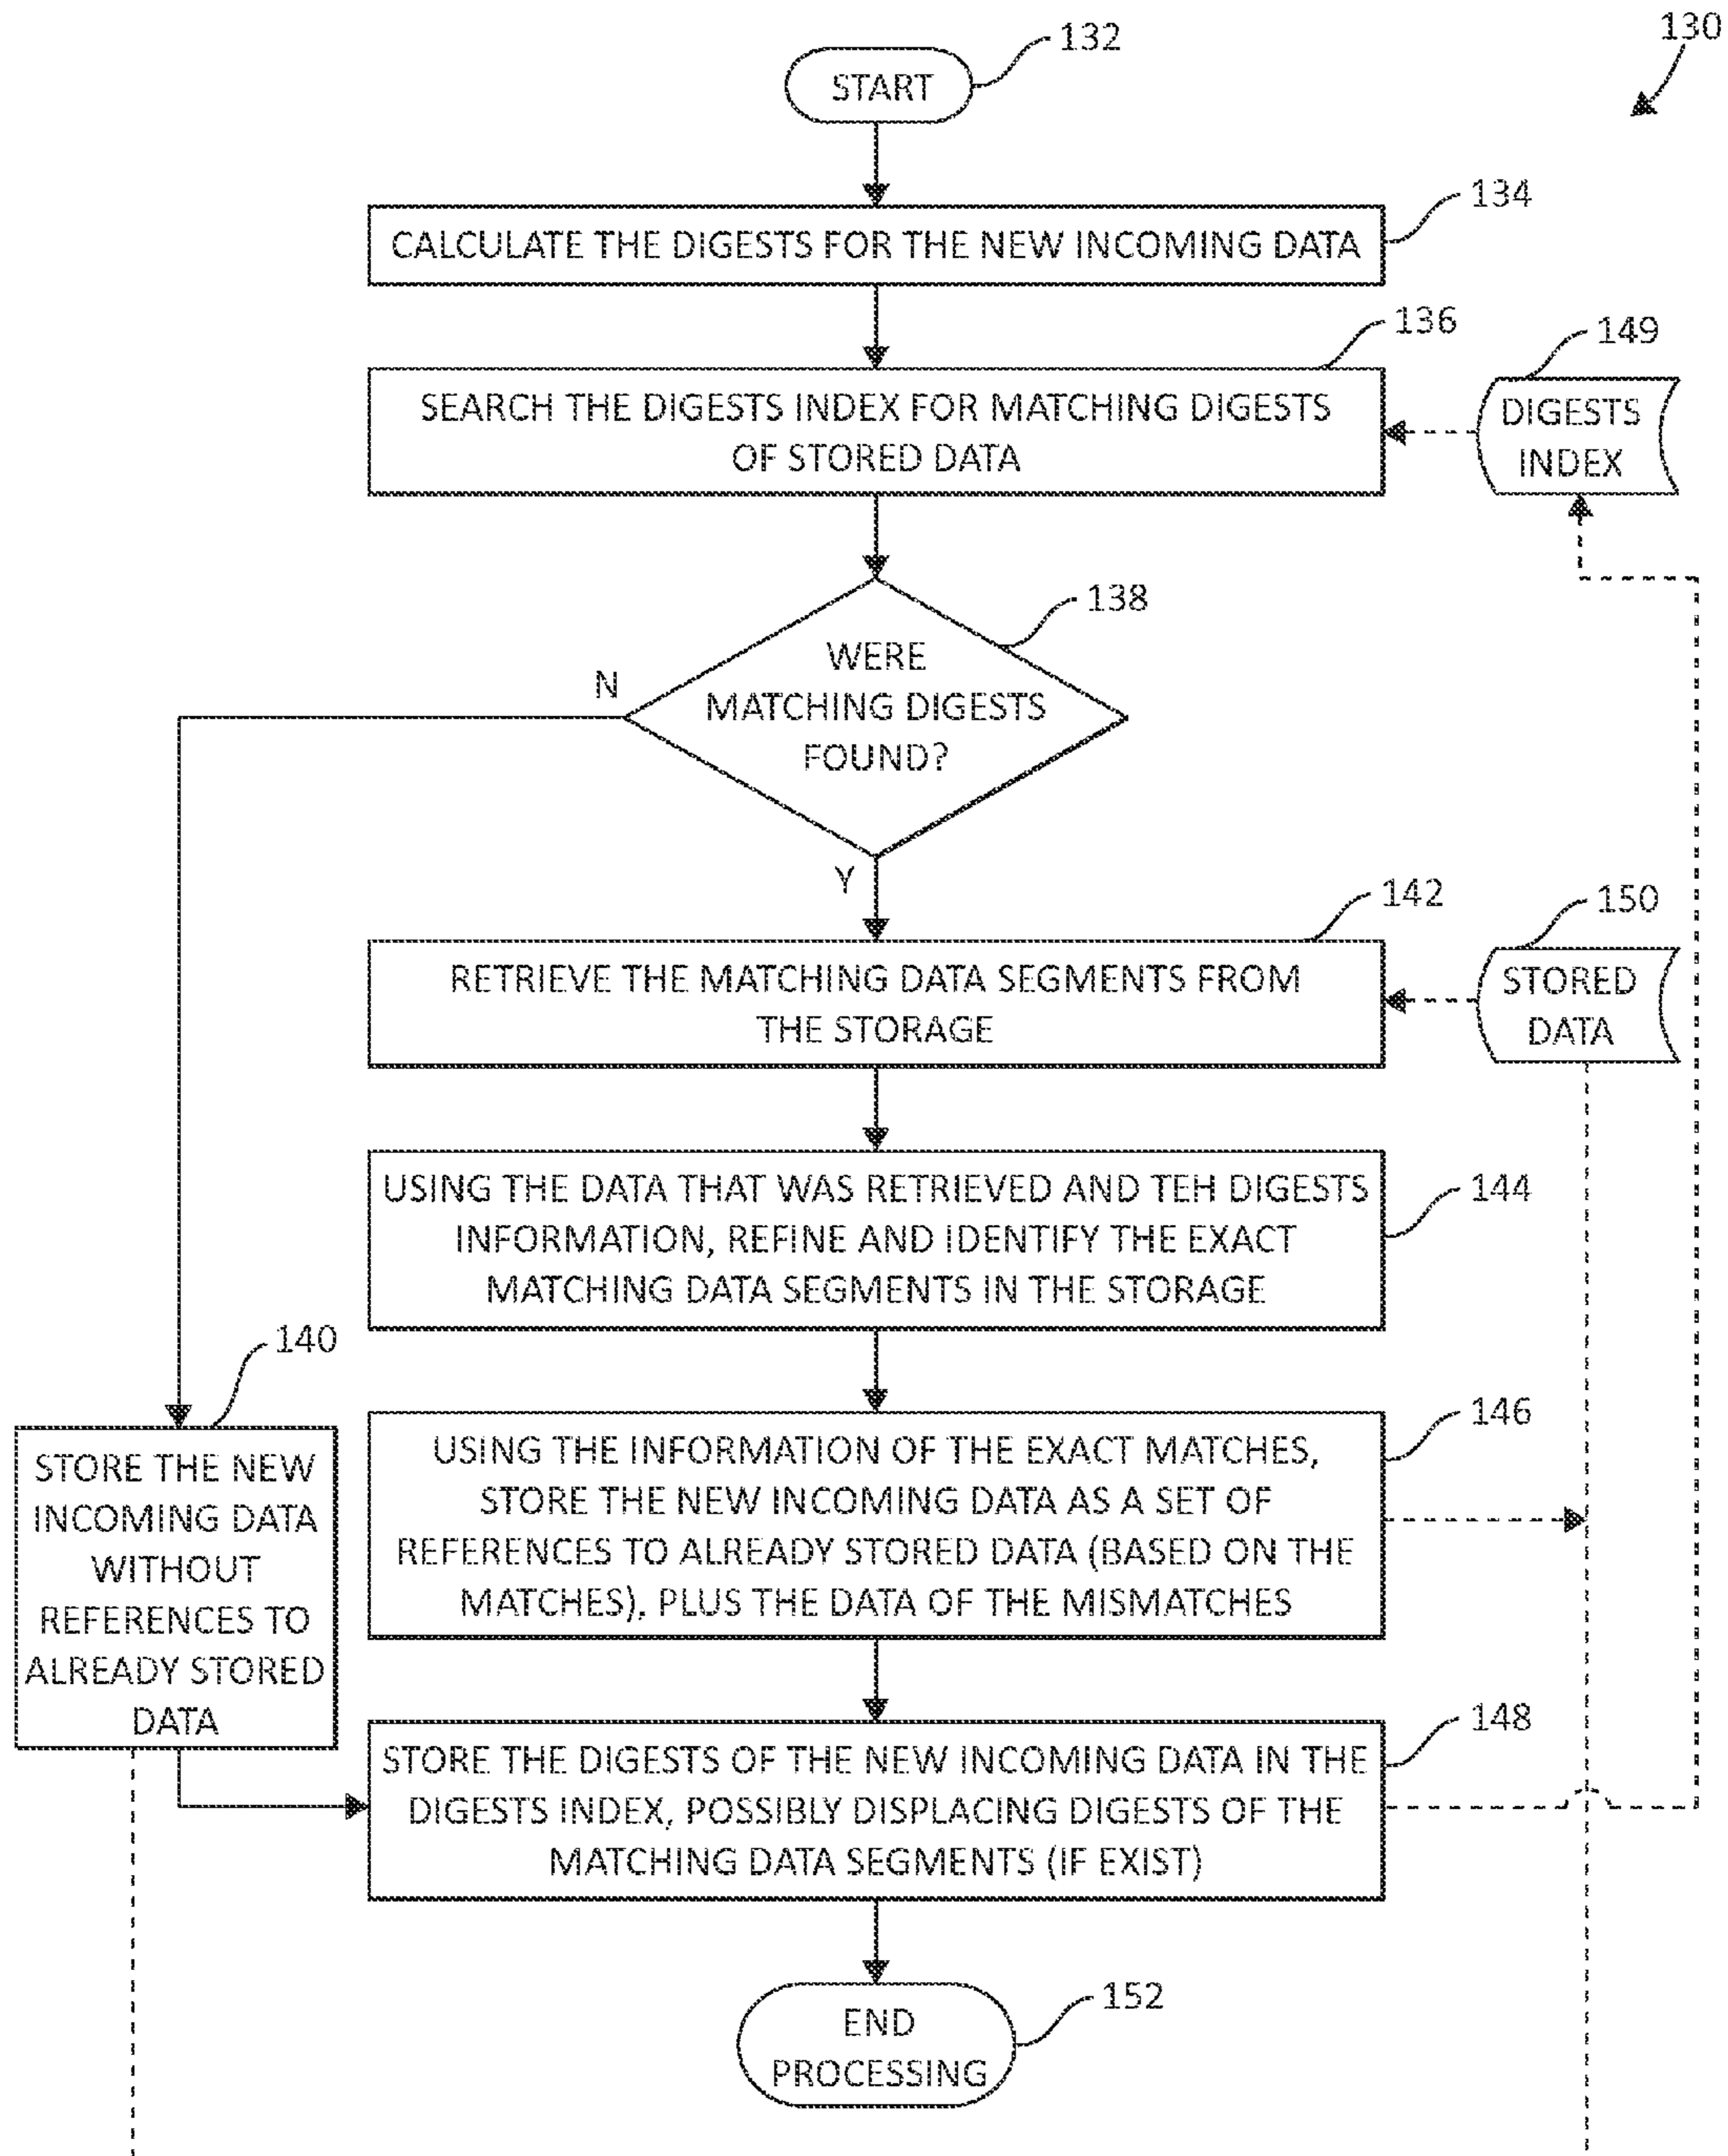 130
132
START
134
CALCULATE THE DIGESTS FOR THE NEW INCOMING DATA
136
SEARCH THE DIGESTS INDEX FOR MATCHING DIGESTS
OF STORED DATA
149
DIGESTS
INDEX
138
WERE
MATCHING DIGESTS
FOUND?
N
Y
142
RETRIEVE THE MATCHING DATA SEGMENTS FROM
THE STORAGE
150
STORED
DATA
144
USING THE DATA THAT WAS RETRIEVED AND TEH DIGESTS
INFORMATION, REFINE AND IDENTIFY THE EXACT
MATCHING DATA SEGMENTS IN THE STORAGE
140
STORE THE NEW
INCOMING DATA
WITHOUT
REFERENCES TO
ALREADY STORED
DATA
146
USING THE INFORMATION OF THE EXACT MATCHES,
STORE THE NEW INCOMING DATA AS A SET OF
REFERENCES TO ALREADY STORED DATA (BASED ON THE
MATCHES), PLUS THE DATA OF THE MISMATCHES
148
STORE THE DIGESTS OF THE NEW INCOMING DATA IN THE
DIGESTS INDEX, POSSIBLY DISPLACING DIGESTS OF THE
MATCHING DATA SEGMENTS (IF EXIST)
152
END
PROCESSING